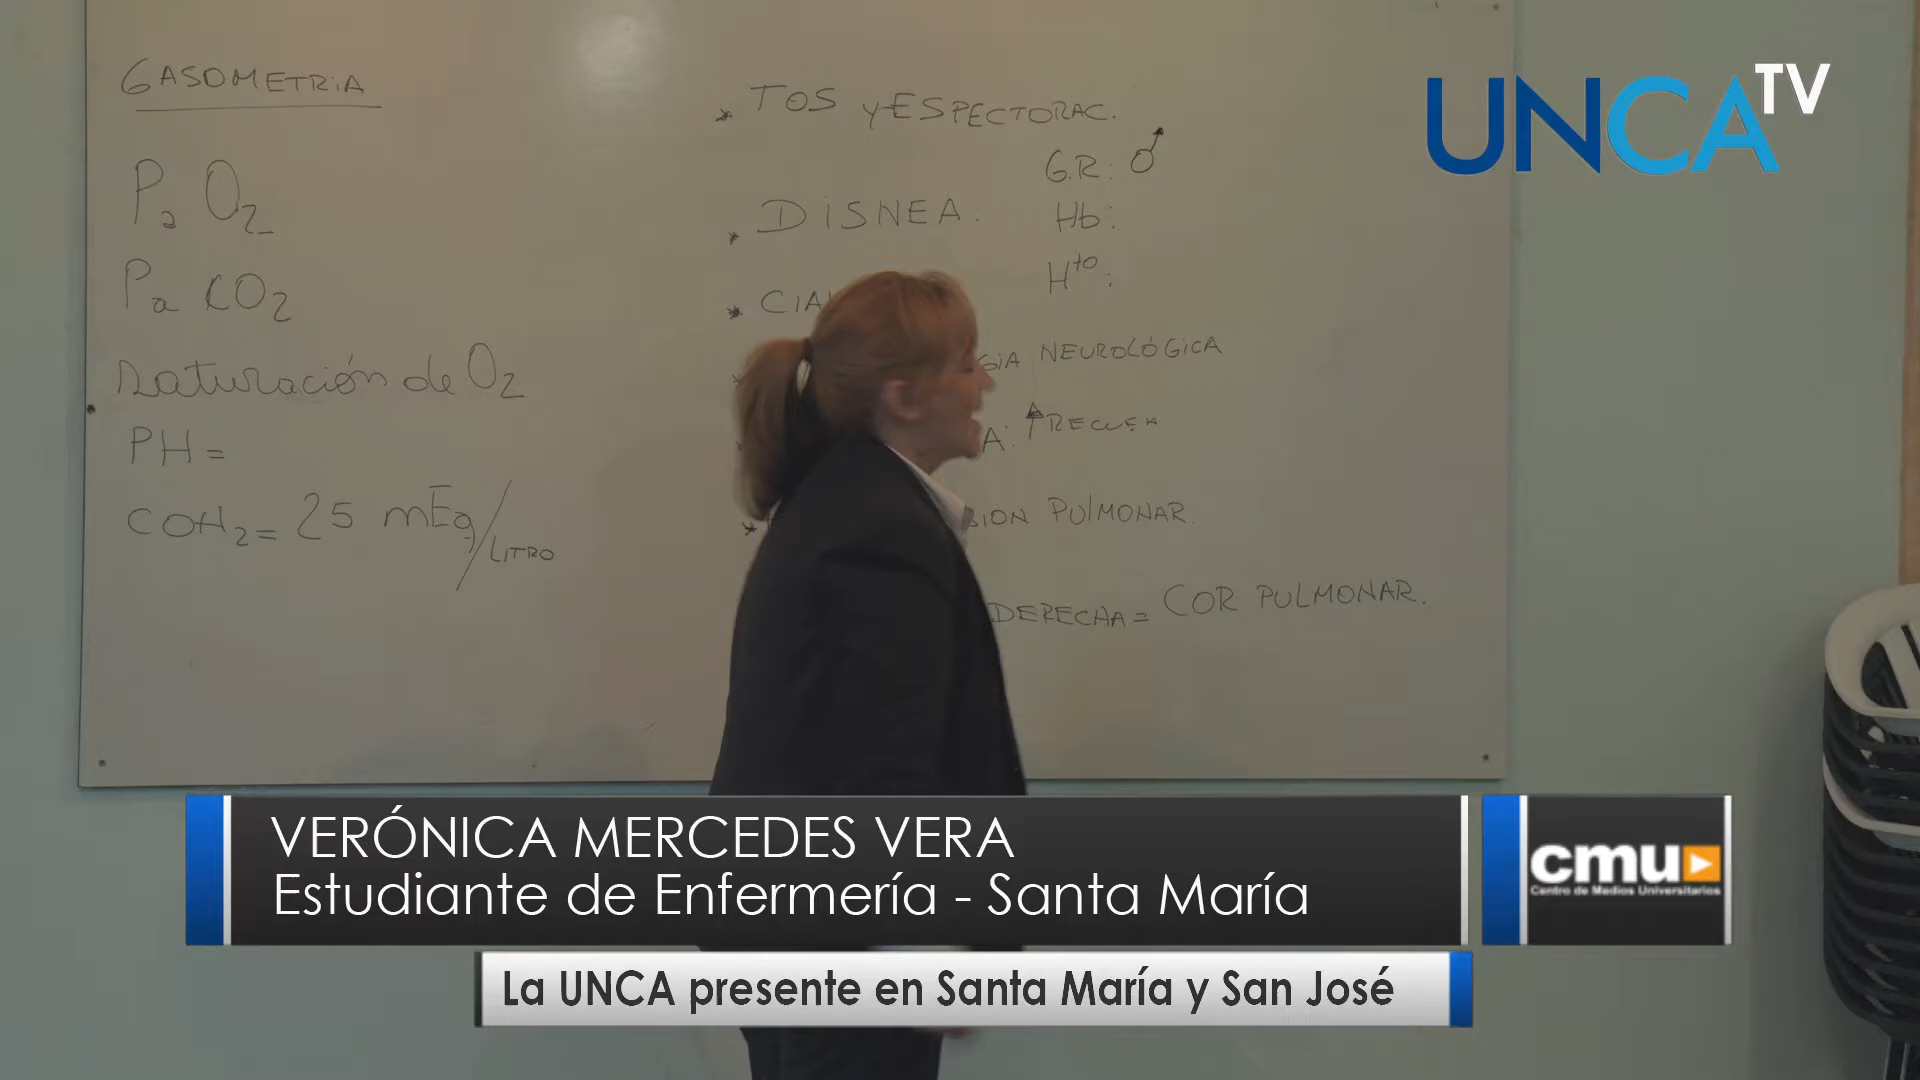 GASOMETRIA
PaO2
PaCO2
Saturación de O2
PH=
COH2= 25 mEq/LITRO
* TOS y ESPECTORAC.
G.R: ♂
* DISNEA:
Hb:
Hto:
NEUROLÓGICA
PULMONAR.
DERECHA= COR PULMONAR.
UNCATV
VERÓNICA MERCEDES VERA
Estudiante de Enfermería - Santa María
cmu
Centro de Medios Universitarios
La UNCA presente en Santa María y San José